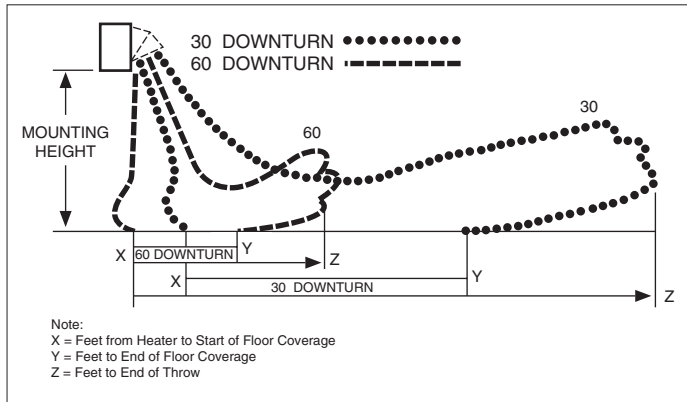 30 DOWNTURN
60 DOWNTURN
MOUNTING
HEIGHT
60
30
X 60 DOWNTURN Y Z
X 30 DOWNTURN Y Z
Note:
X = Feet from Heater to Start of Floor Coverage
Y = Feet to End of Floor Coverage
Z = Feet to End of Throw